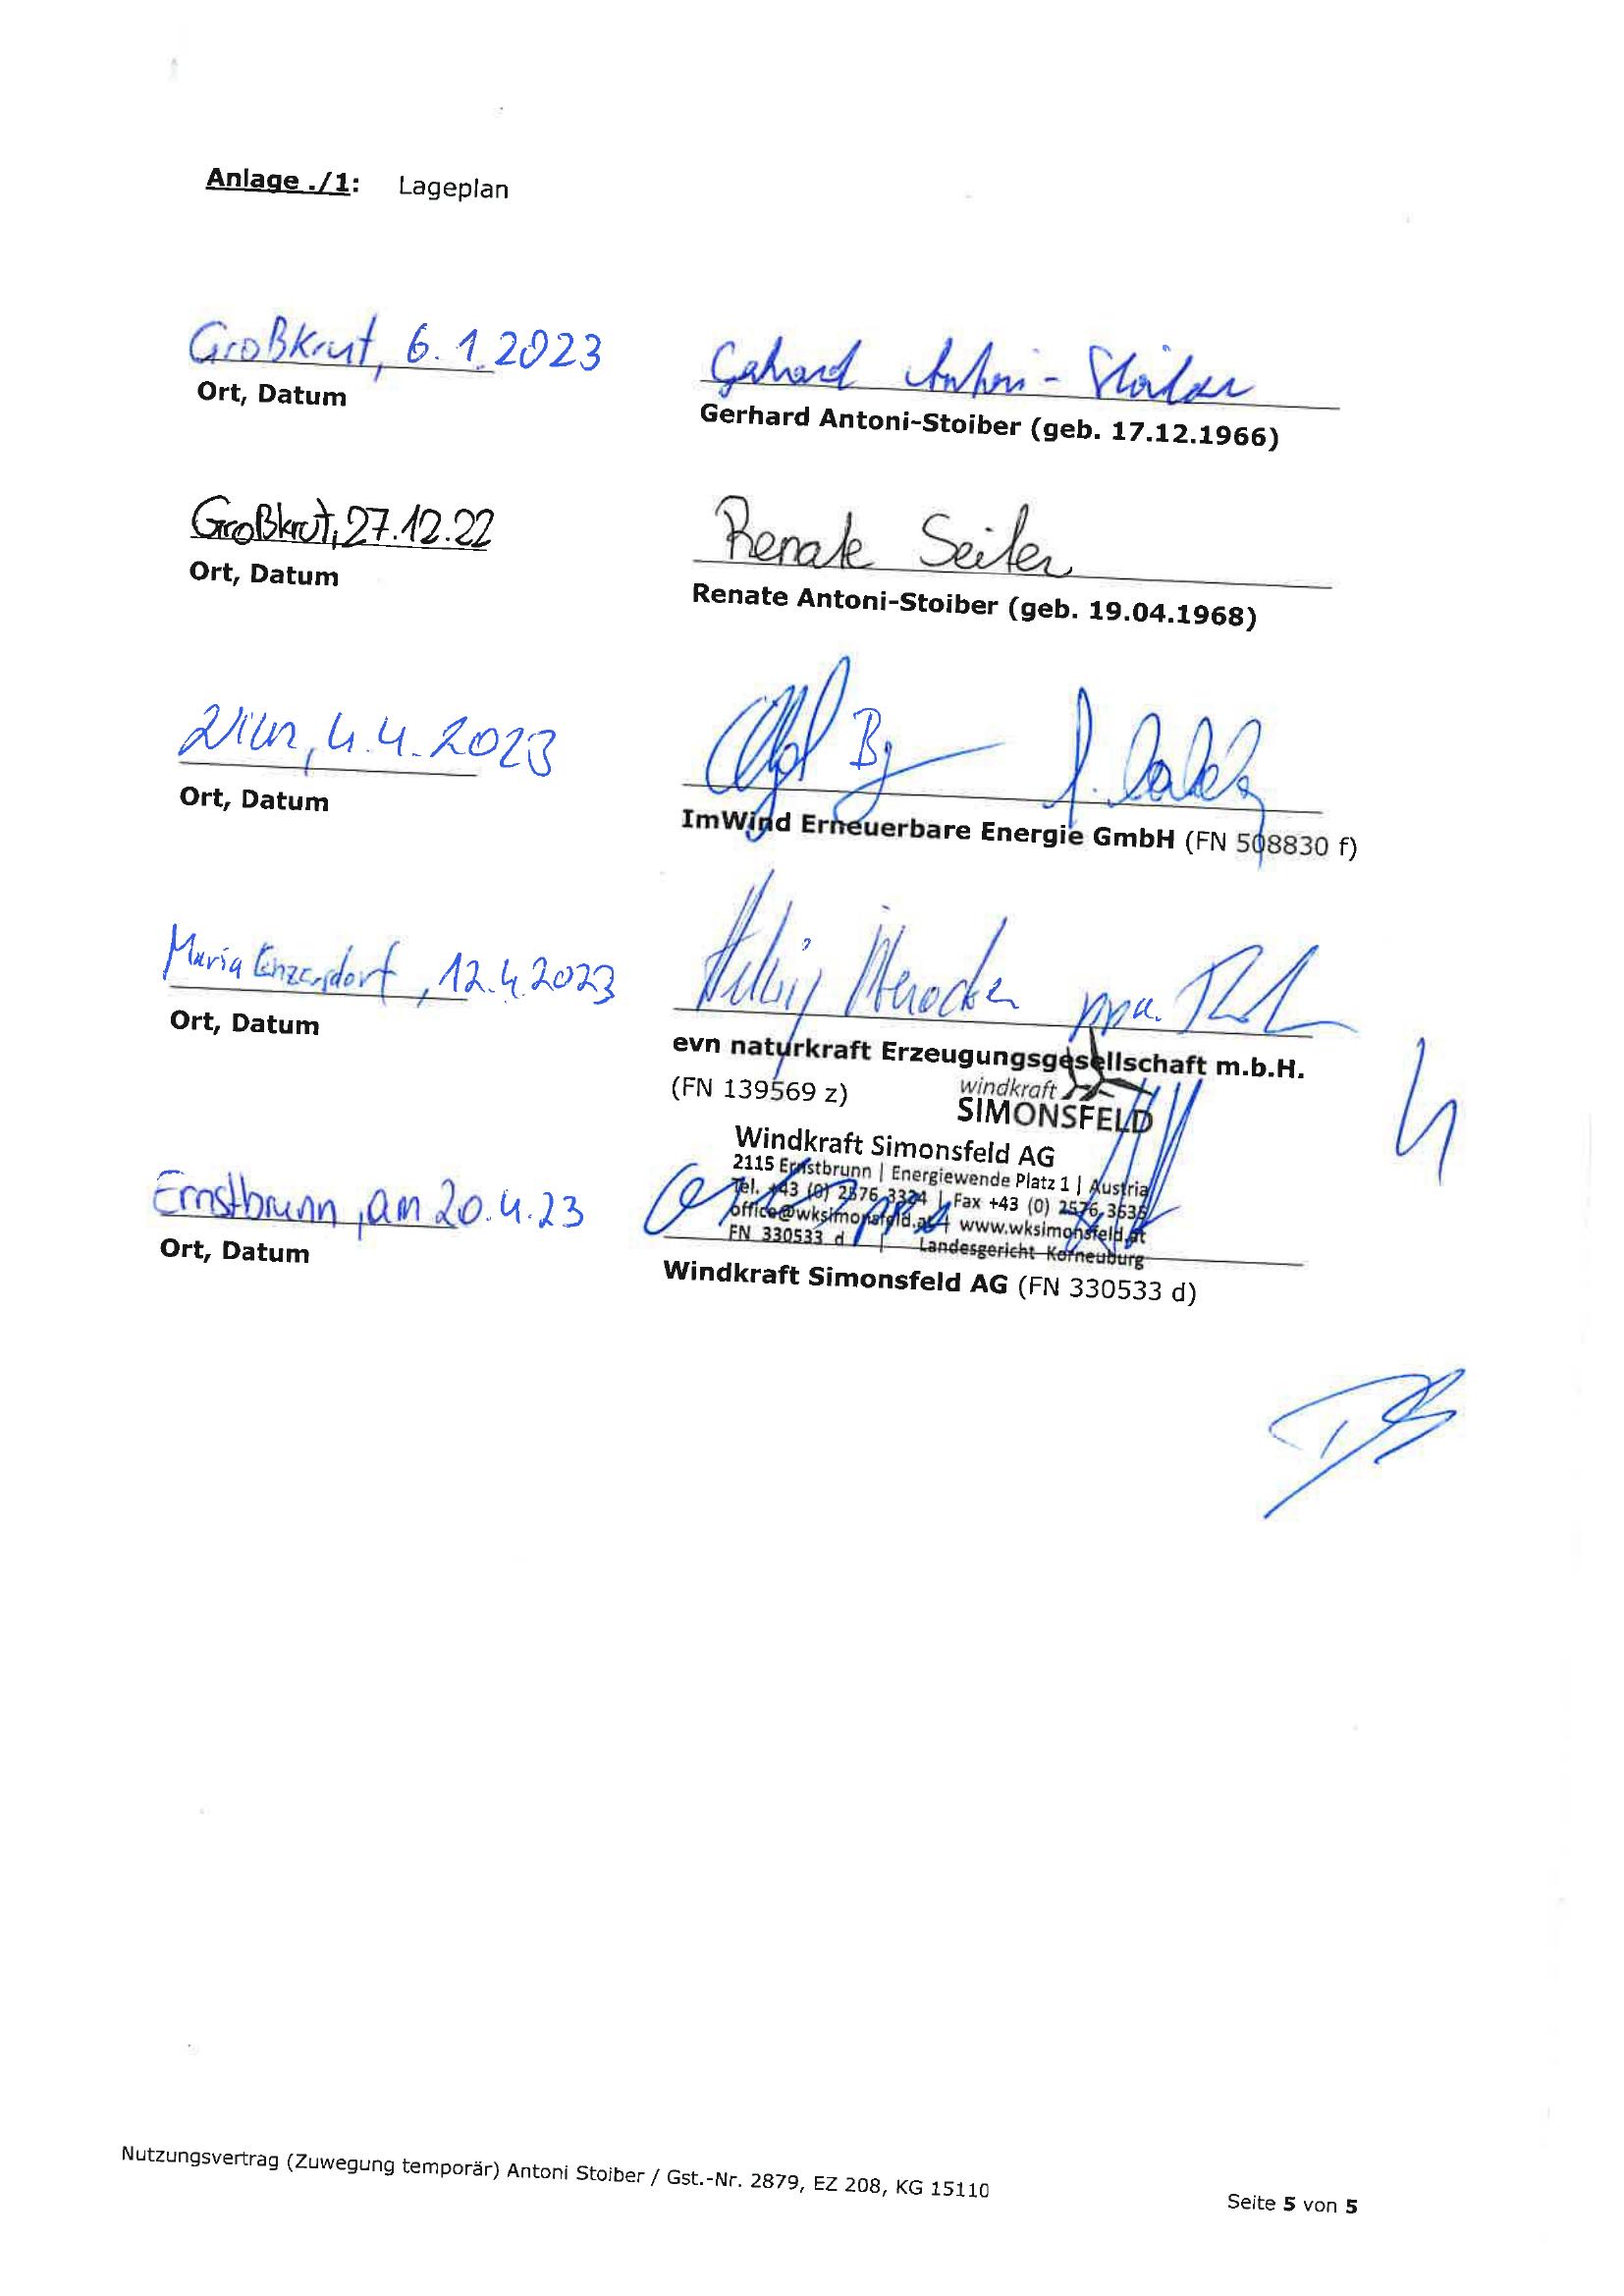 Anlage ./1: Lageplan
Großkrut, 6.1.2023
Gerhard Antoni-Stoiber
Ort, Datum
Gerhard Antoni-Stoiber (geb. 17.12.1966)
Großkrut, 27.12.22
Renate Seiter
Ort, Datum
Renate Antoni-Stoiber (geb. 19.04.1968)
Wien, 4.4.2023
Ort, Datum
ImWind Erneuerbare Energie GmbH (FN 508830 f)
Maria Enzersdorf, 12.4.2023
ppa.
Ort, Datum
evn naturkraft Erzeugungsgesellschaft m.b.H.
(FN 139569 z)
windkraft
SIMONSFELD
Windkraft Simonsfeld AG
2115 Ernstbrunn | Energiewende Platz 1 | Austria
Tel. +43 (0) 2576 3324 | Fax +43 (0) 2576, 3635
office@wksimonsfeld.at | www.wksimonsfeld.at
FN 330533 d | Landesgericht Korneuburg
Ernstbrunn, am 20.4.23
Ort, Datum
Windkraft Simonsfeld AG (FN 330533 d)
Nutzungsvertrag (Zuwegung temporär) Antoni Stoiber / Gst.-Nr. 2879, EZ 208, KG 15110
Seite 5 von 5